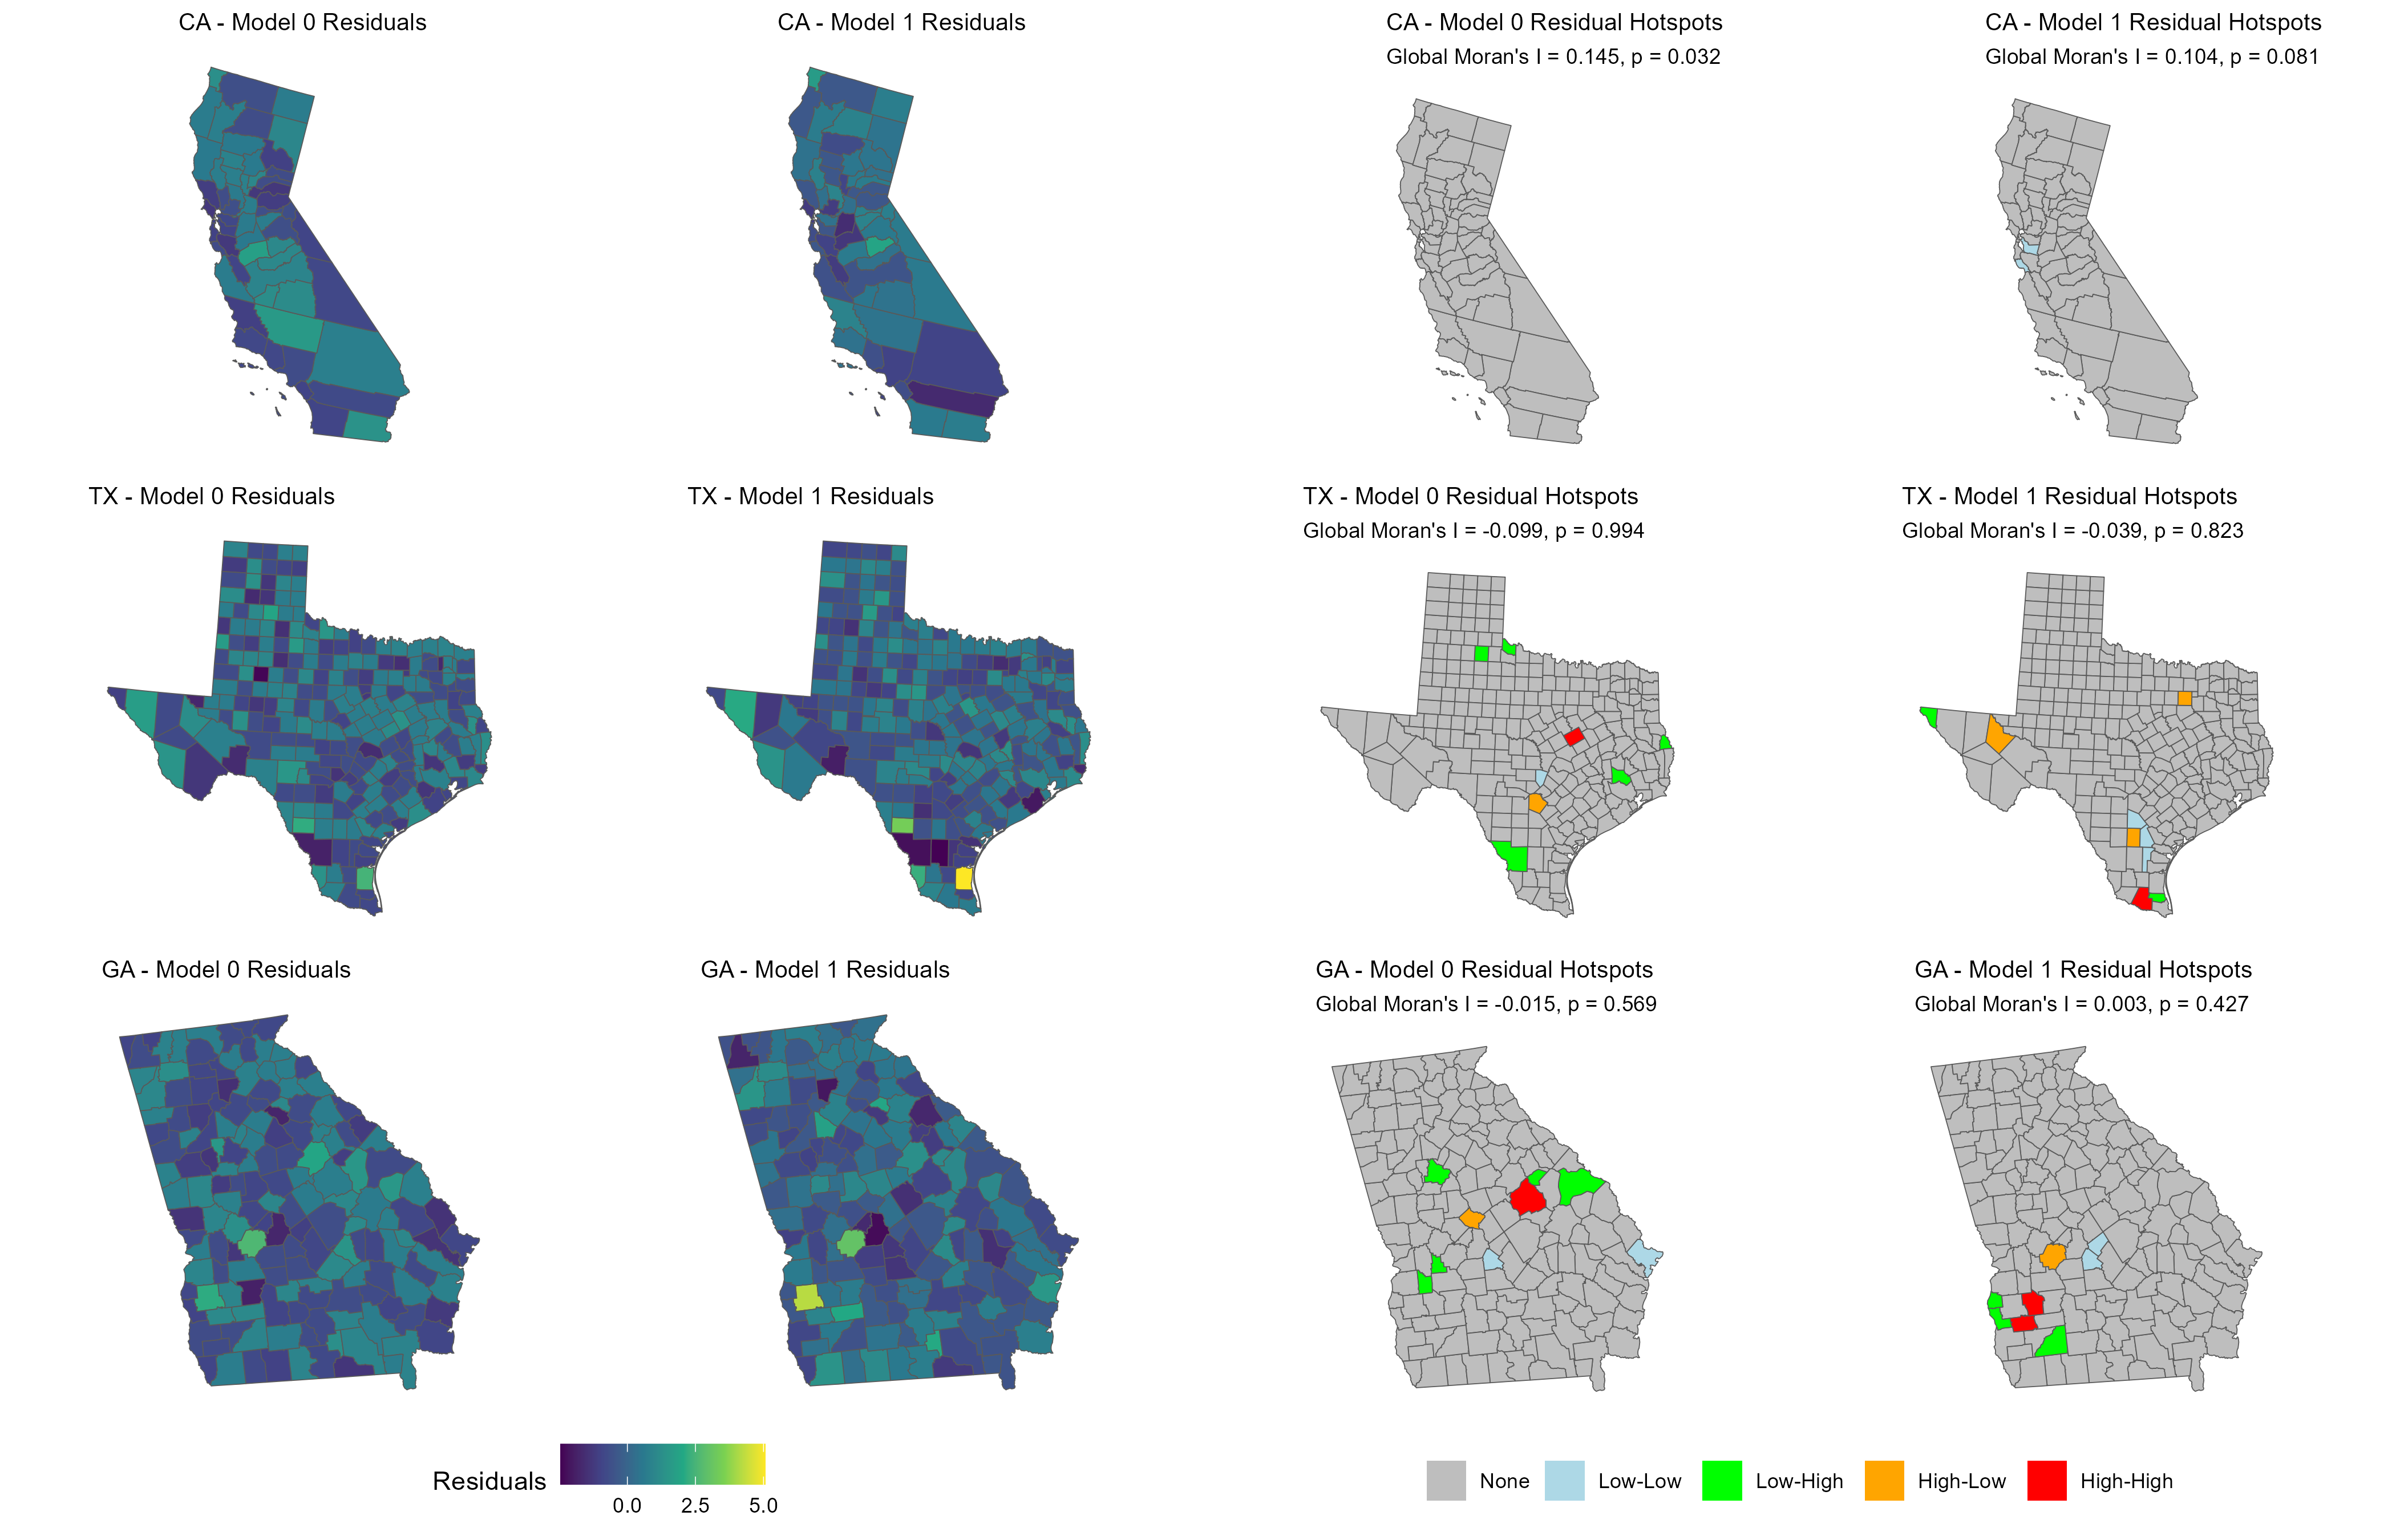 CA - Model 0 Residuals
CA - Model 1 Residuals
CA - Model 0 Residual Hotspots
Global Moran's I = 0.145, p = 0.032
CA - Model 1 Residual Hotspots
Global Moran's I = 0.104, p = 0.081
TX - Model 0 Residuals
TX - Model 1 Residuals
TX - Model 0 Residual Hotspots
Global Moran's I = -0.099, p = 0.994
TX - Model 1 Residual Hotspots
Global Moran's I = -0.039, p = 0.823
GA - Model 0 Residuals
GA - Model 1 Residuals
GA - Model 0 Residual Hotspots
Global Moran's I = -0.015, p = 0.569
GA - Model 1 Residual Hotspots
Global Moran's I = 0.003, p = 0.427
Residuals
0.0 2.5 5.0
None Low-Low Low-High High-Low High-High